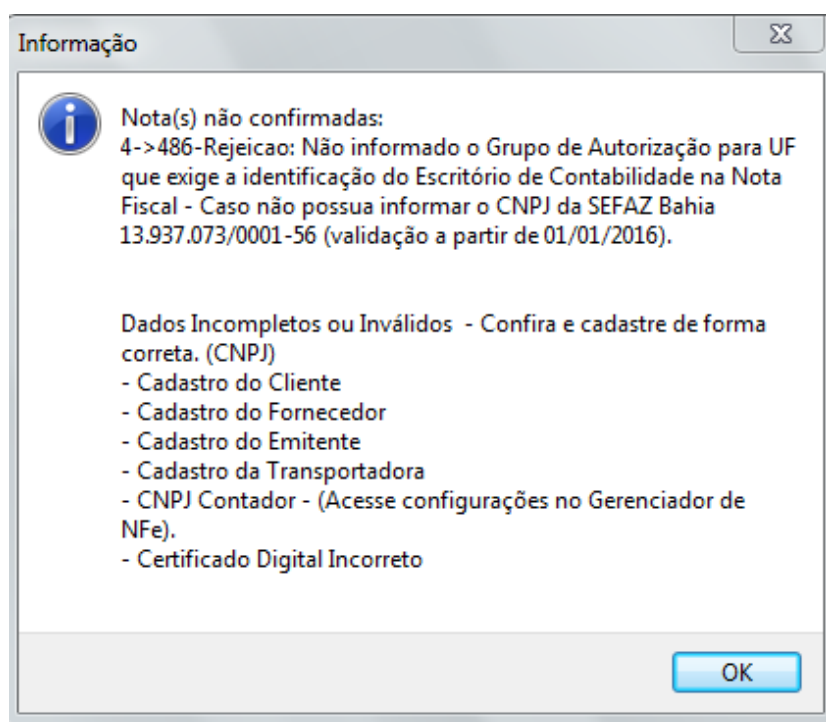 Informação
Nota(s) não confirmadas:
4->486-Rejeicao: Não informado o Grupo de Autorização para UF
que exige a identificação do Escritório de Contabilidade na Nota
Fiscal - Caso não possua informar o CNPJ da SEFAZ Bahia
13.937.073/0001-56 (validação a partir de 01/01/2016).
Dados Incompletos ou Inválidos  - Confira e cadastre de forma
correta. (CNPJ)
- Cadastro do Cliente
- Cadastro do Fornecedor
- Cadastro do Emitente
- Cadastro da Transportadora
- CNPJ Contador - (Acesse configurações no Gerenciador de
NFe).
- Certificado Digital Incorreto
OK